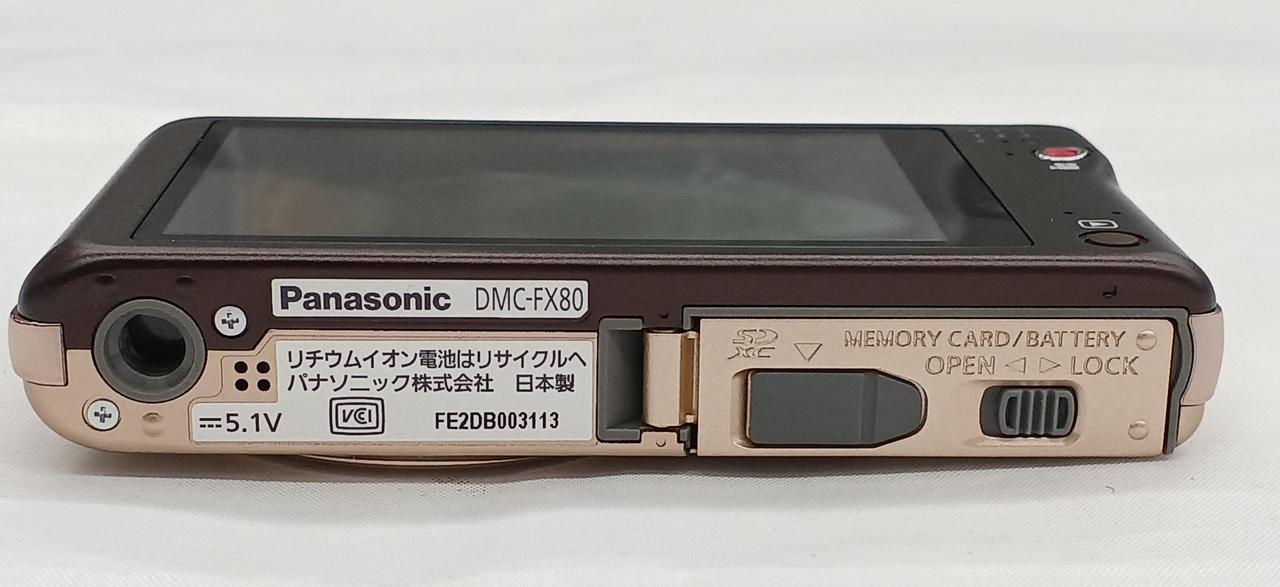 Panasonic DMC-FX80
リチウムイオン電池はリサイクルへ
パナソニック株式会社 日本製
⎓5.1V VCCI FE2DB003113
SD XC
MEMORY CARD/BATTERY
OPEN ◁ ▷ LOCK